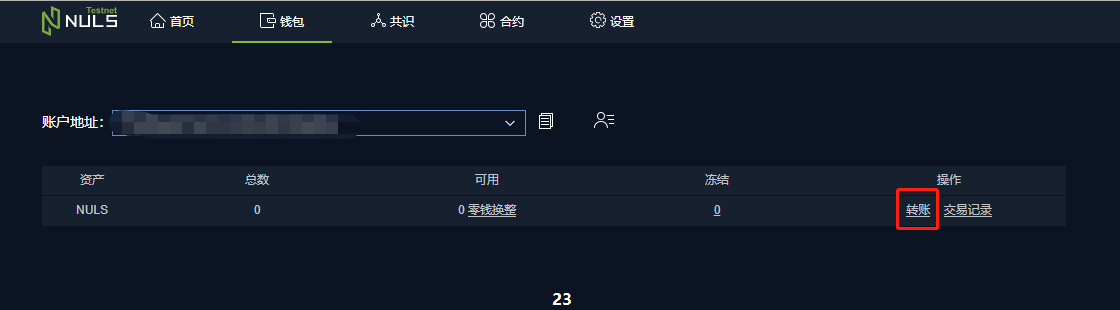 Testnet
NULS 首页 钱包 共识 合约 设置
账户地址：
资产 总数 可用 冻结 操作
NULS 0 0 零钱换整 0 转账 交易记录
23